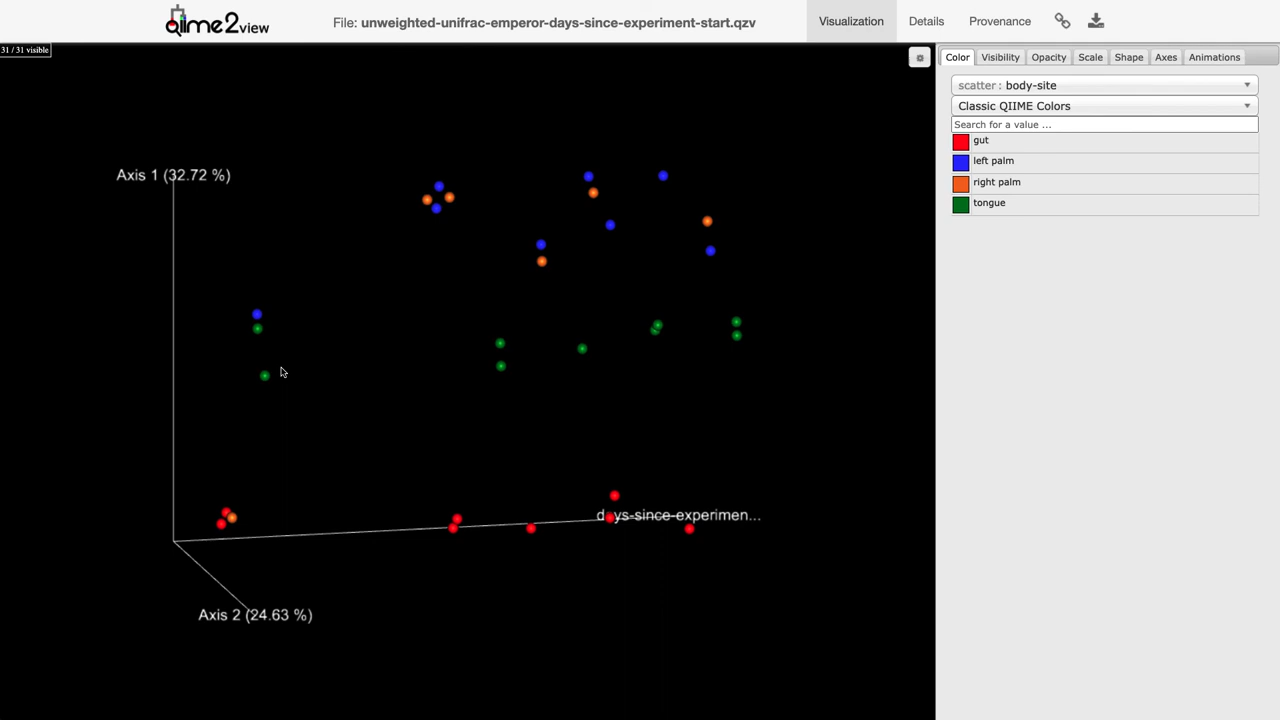 qiime2view
File: unweighted-unifrac-emperor-days-since-experiment-start.qzv
Visualization
Details
Provenance
31 / 31 visible
Color
Visibility
Opacity
Scale
Shape
Axes
Animations
scatter : body-site
Classic QIIME Colors
Search for a value ...
gut
left palm
right palm
tongue
Axis 1 (32.72 %)
days-since-experimen...
Axis 2 (24.63 %)